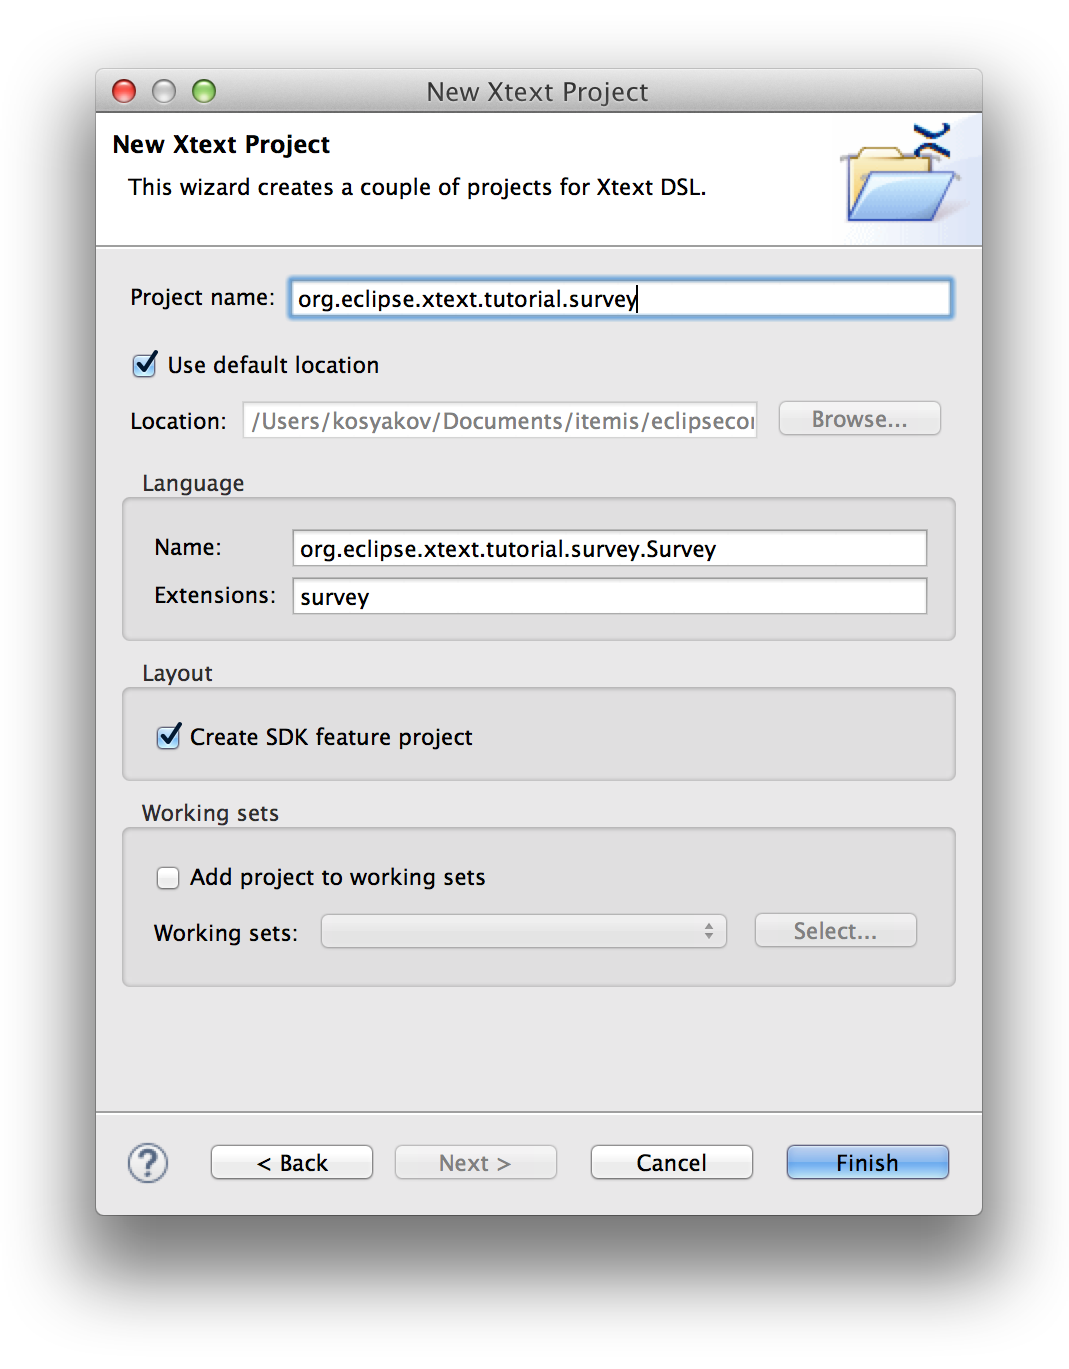 New Xtext Project
New Xtext Project
This wizard creates a couple of projects for Xtext DSL.
Project name: org.eclipse.xtext.tutorial.survey
Use default location
Location: /Users/kosyakov/Documents/itemis/eclipsecon Browse...
Language
Name: org.eclipse.xtext.tutorial.survey.Survey
Extensions: survey
Layout
Create SDK feature project
Working sets
Add project to working sets
Working sets: Select...
? < Back Next > Cancel Finish